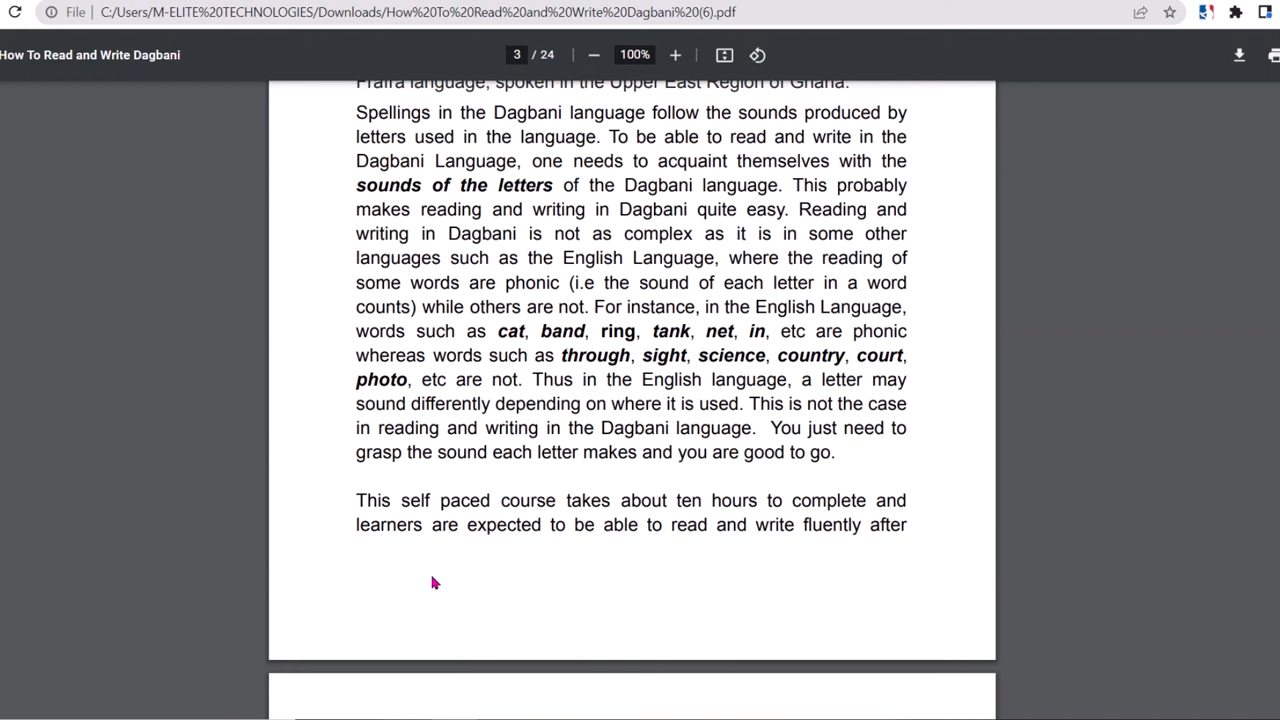 File | C:/Users/M-ELITE%20TECHNOLOGIES/Downloads/How%20To%20Read%20and%20Write%20Dagbani%20(6).pdf
How To Read and Write Dagbani
3 / 24
100%
Frafra language, spoken in the Upper East Region of Ghana.
Spellings in the Dagbani language follow the sounds produced by
letters used in the language. To be able to read and write in the
Dagbani Language, one needs to acquaint themselves with the
sounds of the letters of the Dagbani language. This probably
makes reading and writing in Dagbani quite easy. Reading and
writing in Dagbani is not as complex as it is in some other
languages such as the English Language, where the reading of
some words are phonic (i.e the sound of each letter in a word
counts) while others are not. For instance, in the English Language,
words such as cat, band, ring, tank, net, in, etc are phonic
whereas words such as through, sight, science, country, court,
photo, etc are not. Thus in the English language, a letter may
sound differently depending on where it is used. This is not the case
in reading and writing in the Dagbani language. You just need to
grasp the sound each letter makes and you are good to go.
This self paced course takes about ten hours to complete and
learners are expected to be able to read and write fluently after